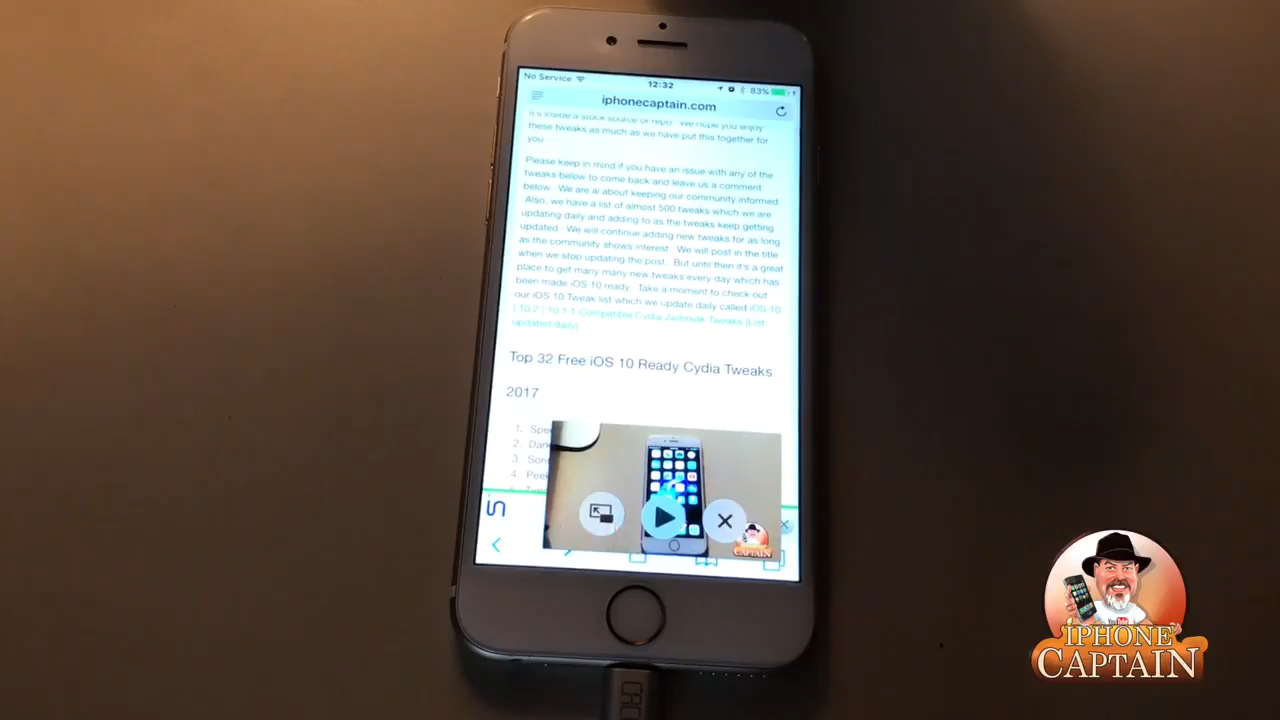 No Service
12:32
83%
iphonecaptain.com
it's inside a stock source or repo. We hope you enjoy
these tweaks as much as we have put this together for
you
Please keep in mind if you have an issue with any of the
tweaks below to come back and leave us a comment
below. We are al about keeping our community informed
Also, we have a list of almost 500 tweaks which we are
updating daily and adding to as the tweaks keep getting
updated. We will continue adding new tweaks for as long
as the community shows interest. We will post in the title
when we stop updating the post. But until then it's a great
place to get many many new tweaks every day which has
been made iOS 10 ready. Take a moment to check out
our iOS 10 Tweak list which we update daily called iOS 10
| 10.2 | 10.1.1 Compatible Cydia Jailbreak Tweaks [List
updated daily]
Top 32 Free iOS 10 Ready Cydia Tweaks
2017
1. Spe
2. Dan
3. Son
4. Peek
in
CAPTAIN
YouTube
iPHONE
CAPTAIN